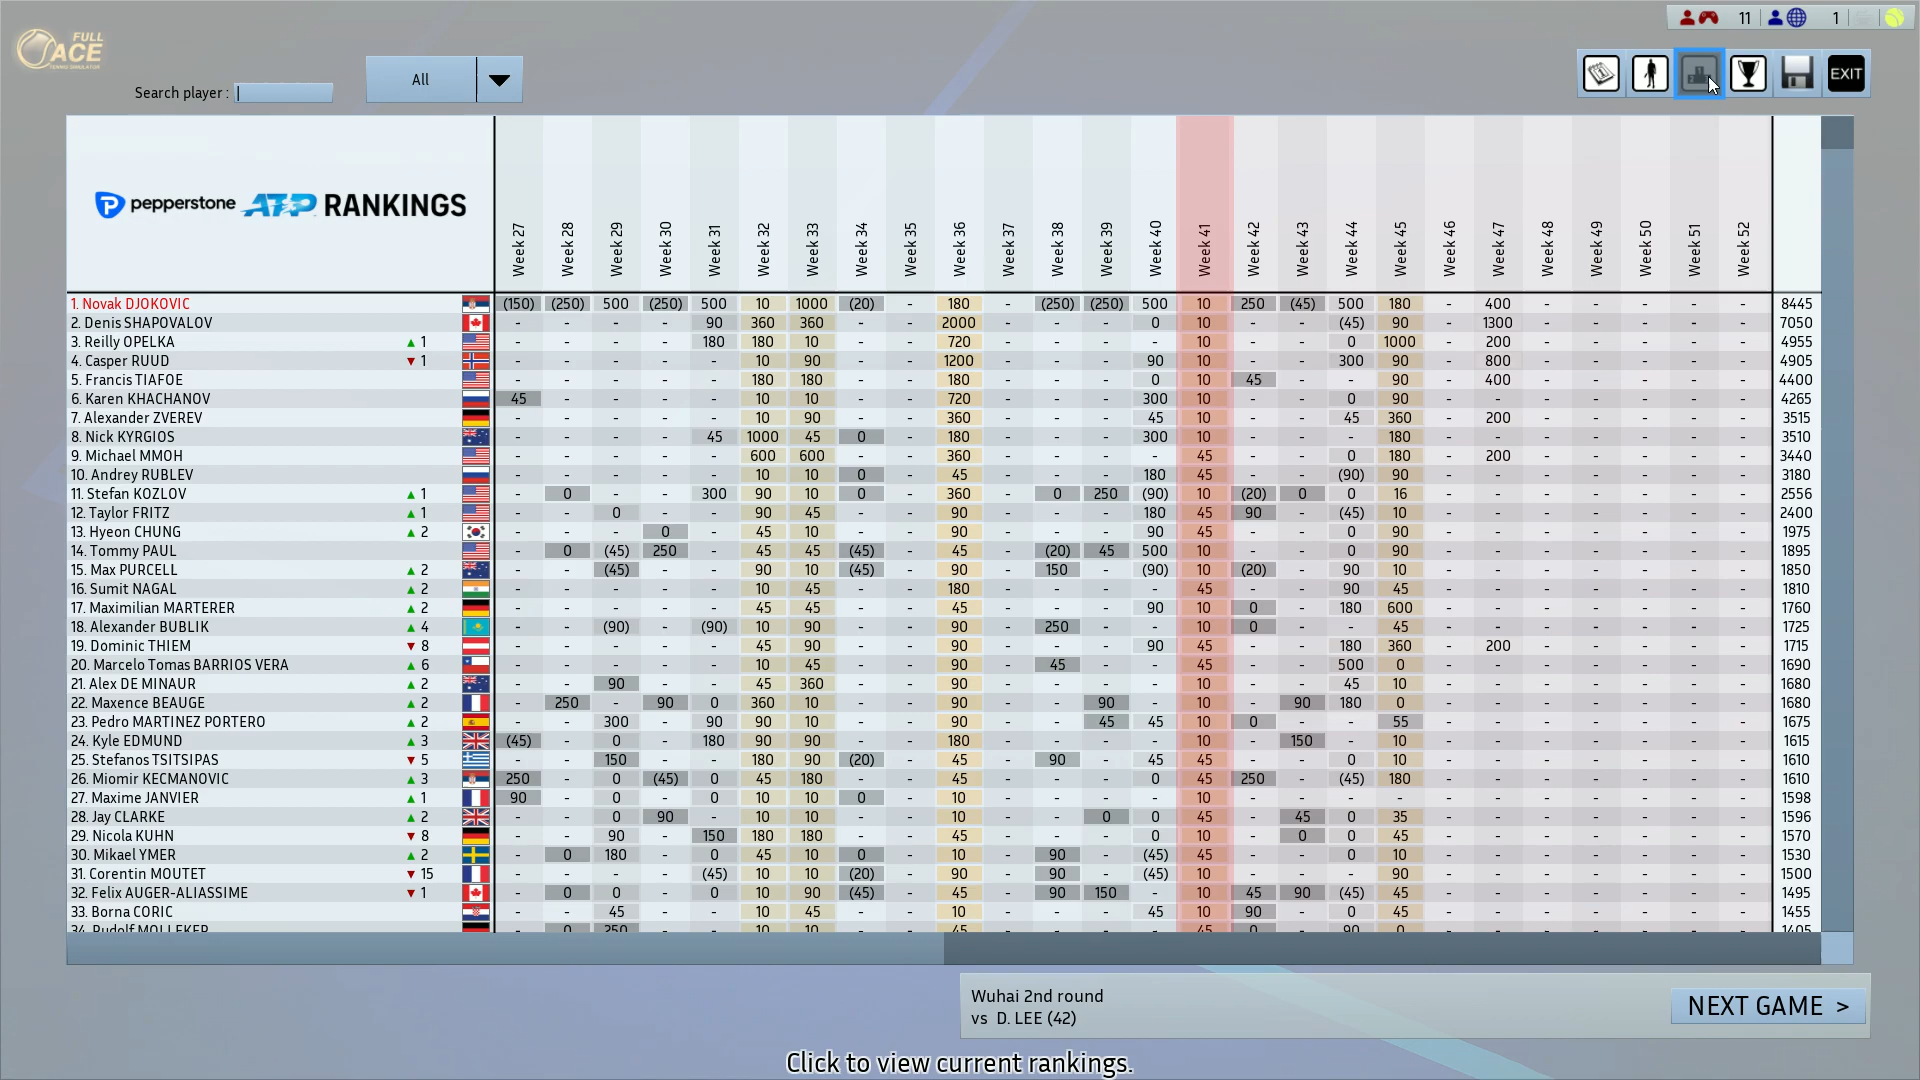 FULL
ACE
TENNIS SIMULATOR
11 1
Search player :
All
EXIT
pepperstone ATP RANKINGS
Week 27 Week 28 Week 29 Week 30 Week 31 Week 32 Week 33 Week 34 Week 35 Week 36 Week 37 Week 38 Week 39 Week 40 Week 41 Week 42 Week 43 Week 44 Week 45 Week 46 Week 47 Week 48 Week 49 Week 50 Week 51 Week 52
1. Novak DJOKOVIC (150) (250) 500 (250) 500 10 1000 (20) - 180 - (250) (250) 500 10 250 (45) 500 180 - 400 - - - - - 8445
2. Denis SHAPOVALOV - - - - 90 360 360 - - 2000 - - - 0 10 - - (45) 90 - 1300 - - - - - 7050
3. Reilly OPELKA 1 - - - - 180 180 10 - - 720 - - - - 10 - - 0 1000 - 200 - - - - - 4955
4. Casper RUUD 1 - - - - - 10 90 - - 1200 - - - 90 10 - - 300 90 - 800 - - - - - 4905
5. Francis TIAFOE - - - - - 180 180 - - 180 - - - 0 10 45 - - 90 - 400 - - - - - 4400
6. Karen KHACHANOV 45 - - - - 10 10 - - 720 - - - 300 10 - - 0 90 - - - - - - - 4265
7. Alexander ZVEREV - - - - - 10 90 - - 360 - - - 45 10 - - 45 360 - 200 - - - - - 3515
8. Nick KYRGIOS - - - - 45 1000 45 0 - 180 - - - 300 10 - - - 180 - - - - - - - 3510
9. Michael MMOH - - - - - 600 600 - - 360 - - - - 45 - - 0 180 - 200 - - - - - 3440
10. Andrey RUBLEV - - - - - 10 10 0 - 45 - - - 180 45 - - (90) 90 - - - - - - - 3180
11. Stefan KOZLOV 1 - 0 - - 300 90 10 0 - 360 - 0 250 (90) 10 (20) 0 0 16 - - - - - - - 2556
12. Taylor FRITZ 1 - - 0 - - 90 45 - - 90 - - - 180 45 90 - (45) 10 - - - - - - - 2400
13. Hyeon CHUNG 2 - - - 0 - 45 10 - - 90 - - - 90 45 - - 0 90 - - - - - - - 1975
14. Tommy PAUL - 0 (45) 250 - 45 45 (45) - 45 - (20) 45 500 10 - - 0 90 - - - - - - - 1895
15. Max PURCELL 2 - - (45) - - 90 10 (45) - 90 - 150 - (90) 10 (20) - 90 10 - - - - - - - 1850
16. Sumit NAGAL 2 - - - - - 10 10 - - 180 - - - - 45 - - 90 45 - - - - - - - 1810
17. Maximilian MARTERER 2 - - - - - 45 45 - - 45 - - - 90 10 0 - 180 600 - - - - - - - 1760
18. Alexander BUBLIK 4 - - (90) - (90) 10 90 - - 90 - 250 - - 10 0 - - 45 - - - - - - - 1725
19. Dominic THIEM 8 - - - - - 45 90 - - 90 - - - 90 45 - - 180 360 - 200 - - - - - 1715
20. Marcelo Tomas BARRIOS VERA 6 - - - - - 10 45 - - 90 - 45 - - 45 - - 500 0 - - - - - - - 1690
21. Alex DE MINAUR 2 - - 90 - - 45 360 - - 90 - - - - 10 - - 45 10 - - - - - - - 1680
22. Maxence BEAUGE 2 - 250 - 90 0 360 10 - - 90 - - 90 - 10 - 90 180 0 - - - - - - - 1680
23. Pedro MARTINEZ PORTERO 2 - - 300 - 90 90 10 - - 90 - - 45 45 10 0 - - 55 - - - - - - - 1675
24. Kyle EDMUND 3 (45) - 0 - 180 90 90 - - 180 - - - - 10 - 150 - 10 - - - - - - - 1615
25. Stefanos TSITSIPAS 5 - - 150 - - 180 90 (20) - 45 - 90 - 45 45 - - 0 10 - - - - - - - 1610
26. Miomir KECMANOVIC 3 250 - 0 (45) 0 45 180 - - 45 - - - 0 45 250 - (45) 180 - - - - - - - 1610
27. Maxime JANVIER 1 90 - 0 - 0 10 10 0 - 10 - - - - 10 - - - - - - - - - - - 1598
28. Jay CLARKE 2 - - 0 90 - 10 10 - - 10 - - 0 0 45 - 45 0 35 - - - - - - - 1596
29. Nicola KUHN 8 - - 90 - 150 180 180 - - 45 - - - 0 10 - 0 - 45 - - - - - - - 1570
30. Mikael YMER 2 - 0 180 - 0 45 10 0 - 10 - 90 - (45) 45 - - 0 10 - - - - - - - 1530
31. Corentin MOUTET 15 - - - - (45) 10 10 (20) - 10 - 90 - (45) 10 - - - 90 - - - - - - - 1500
32. Felix AUGER-ALIASSIME 1 - 0 0 - 0 10 90 (45) - 45 - 90 150 - 10 45 90 (45) 45 - - - - - - - 1495
33. Borna CORIC - - 45 - - 10 45 - - 10 - - - 45 10 90 - 0 45 - - - - - - - 1455
34. Rudolf MOLLEKER - 0 250 - - 10 10 - - 45 - - - - 45 0 - 90 0 - - - - - - - 1405
Wuhai 2nd round
vs D. LEE (42)
NEXT GAME >
Click to view current rankings.